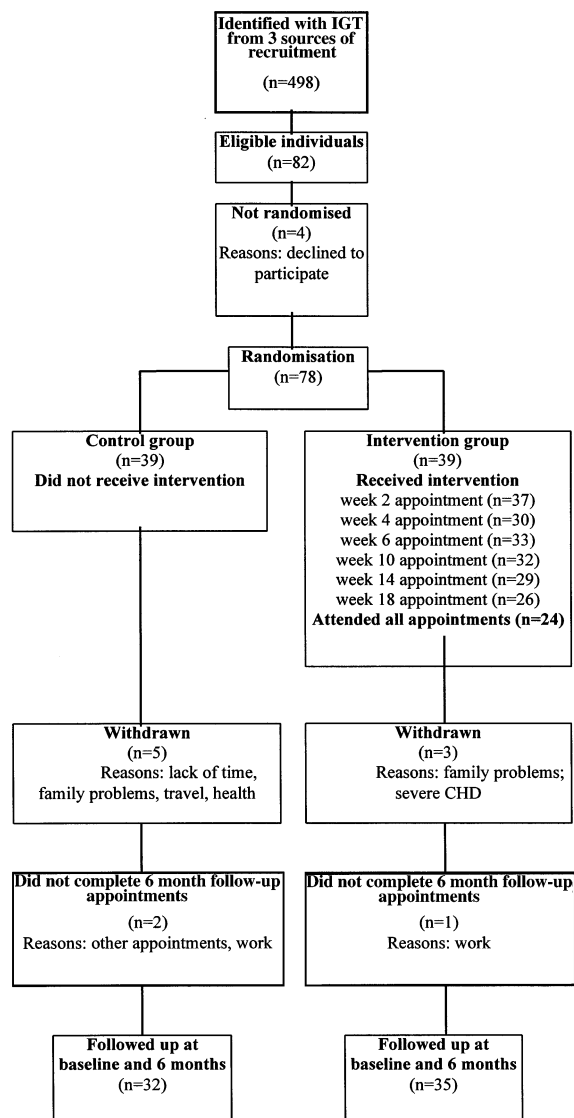 Identified with IGT
from 3 sources of
recruitment
(n=498)
Eligible individuals
(n=82)
Not randomised
(n=4)
Reasons: declined to
participate
Randomisation
(n=78)
Control group
(n=39)
Did not receive intervention
Intervention group
(n=39)
Received intervention
week 2 appointment (n=37)
week 4 appointment (n=30)
week 6 appointment (n=33)
week 10 appointment (n=32)
week 14 appointment (n=29)
week 18 appointment (n=26)
Attended all appointments (n=24)
Withdrawn
(n=5)
Reasons: lack of time,
family problems, travel, health
Withdrawn
(n=3)
Reasons: family problems;
severe CHD
Did not complete 6 month follow-up
appointments
(n=2)
Reasons: other appointments, work
Did not complete 6 month follow-up
appointments
(n=1)
Reasons: work
Followed up at
baseline and 6 months
(n=32)
Followed up at
baseline and 6 months
(n=35)